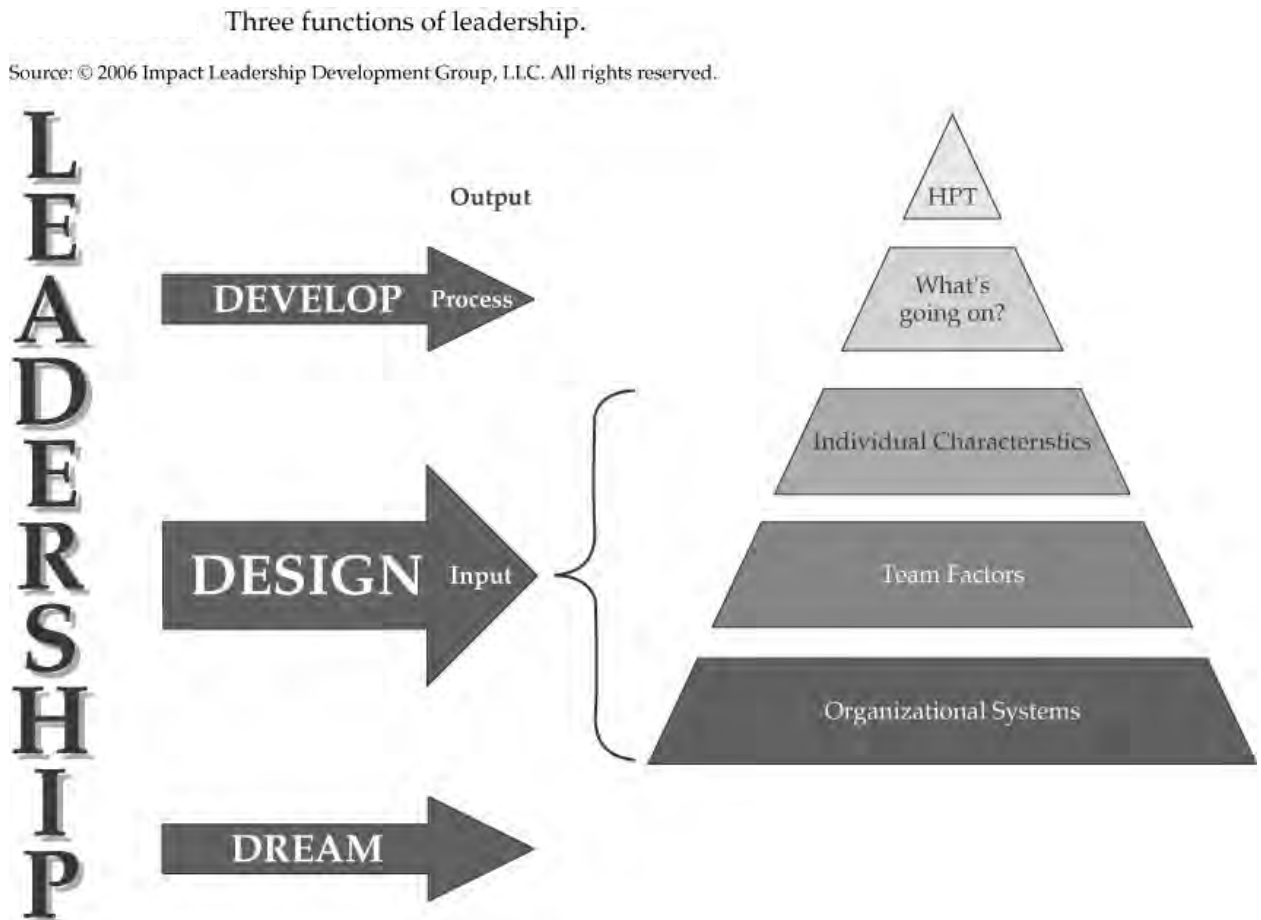 Three functions of leadership.
Source: © 2006 Impact Leadership Development Group, LLC. All rights reserved.
LEADERSHIP
Output
DEVELOP Process
DESIGN Input
DREAM
HPT
What's
going on?
Individual Characteristics
Team Factors
Organizational Systems